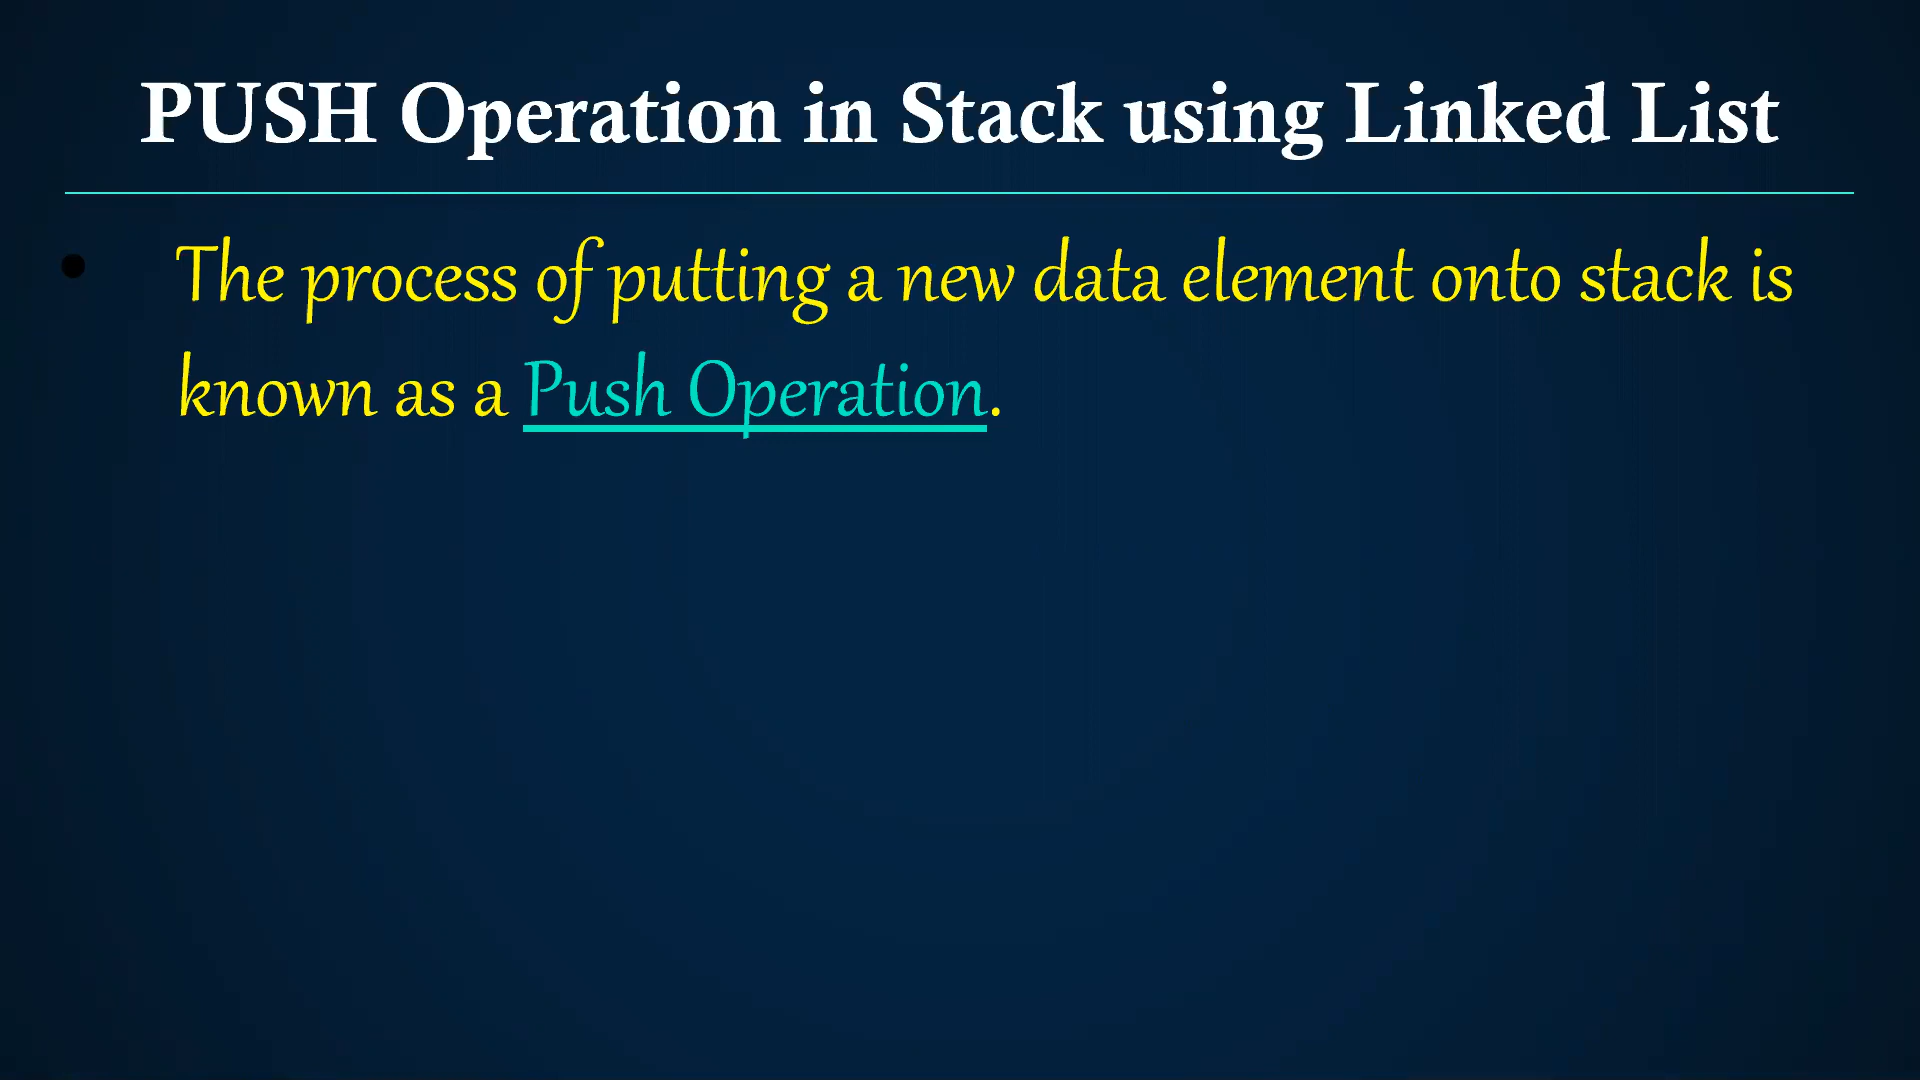 PUSH Operation in Stack using Linked List
• The process of putting a new data element onto stack is
known as a Push Operation.